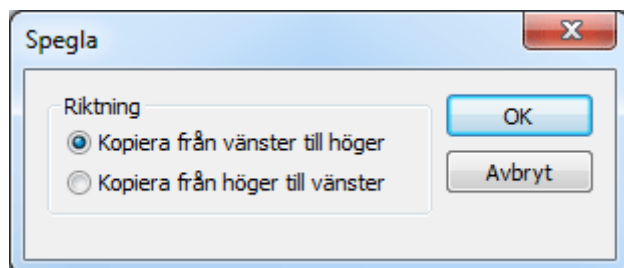 Spegla
Riktning
Kopiera från vänster till höger
Kopiera från höger till vänster
OK
Avbryt